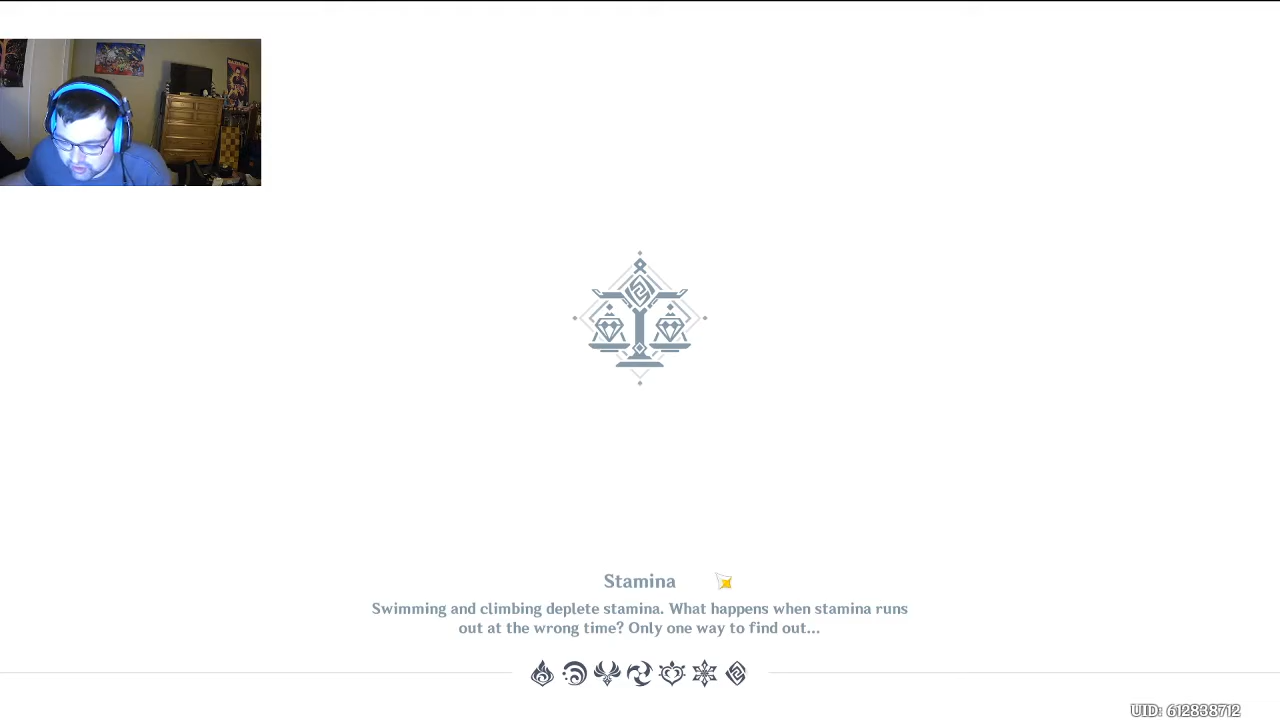 Stamina
Swimming and climbing deplete stamina. What happens when stamina runs
out at the wrong time? Only one way to find out...
UID: 612838712